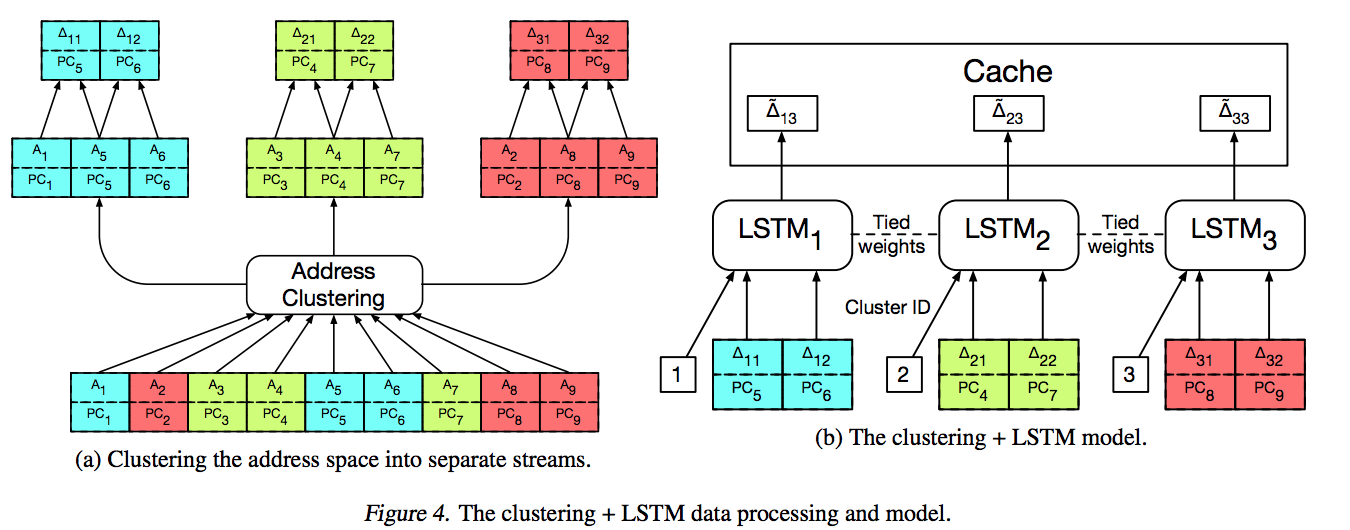 Δ11 Δ12
PC5 PC6
Δ21 Δ22
PC4 PC7
Δ31 Δ32
PC8 PC9
A1 A5 A6
PC1 PC5 PC6
A3 A4 A7
PC3 PC4 PC7
A2 A8 A9
PC2 PC8 PC9
Address
Clustering
A1 A2 A3 A4 A5 A6 A7 A8 A9
PC1 PC2 PC3 PC4 PC5 PC6 PC7 PC8 PC9
(a) Clustering the address space into separate streams.
Cache
Δ̃13 Δ̃23 Δ̃33
LSTM1
Tied
weights
LSTM2
Tied
weights
LSTM3
Cluster ID
1
Δ11 Δ12
PC5 PC6
2
Δ21 Δ22
PC4 PC7
3
Δ31 Δ32
PC8 PC9
(b) The clustering + LSTM model.
Figure 4. The clustering + LSTM data processing and model.